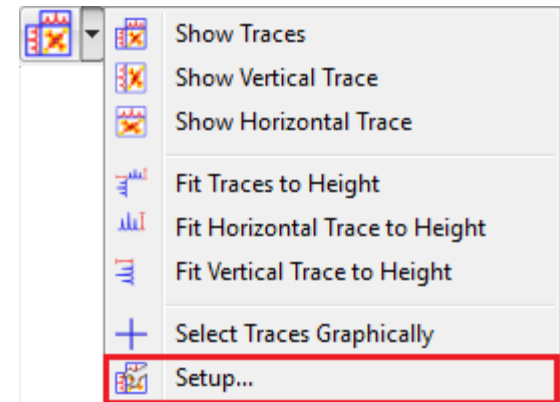 Show Traces
Show Vertical Trace
Show Horizontal Trace
Fit Traces to Height
Fit Horizontal Trace to Height
Fit Vertical Trace to Height
Select Traces Graphically
Setup...